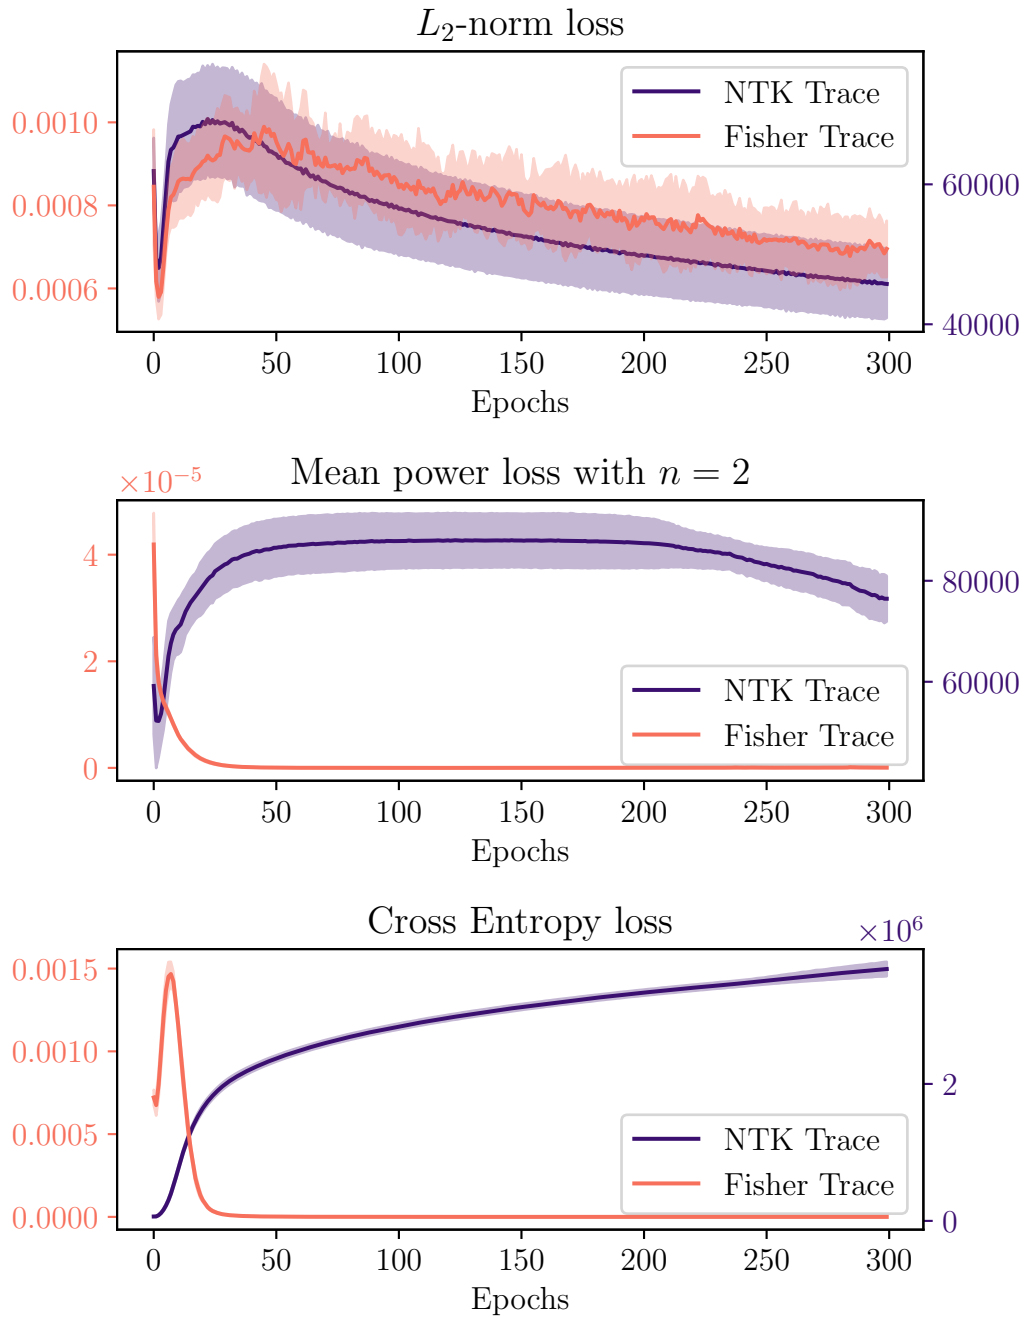 L₂-norm loss
NTK Trace
Fisher Trace
0.0010
0.0008
0.0006
60000
40000
0 50 100 150 200 250 300
Epochs
×10⁻⁵
Mean power loss with n = 2
4
2
0
80000
60000
NTK Trace
Fisher Trace
0 50 100 150 200 250 300
Epochs
Cross Entropy loss
×10⁶
0.0015
0.0010
0.0005
0.0000
2
0
NTK Trace
Fisher Trace
0 50 100 150 200 250 300
Epochs